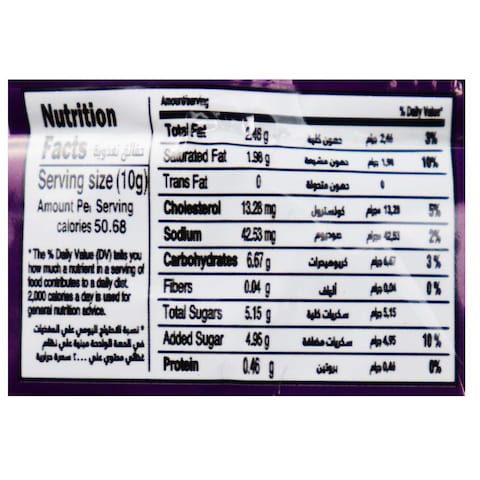 Nutrition
Facts حقائق تغذوية
Serving size (10g)
Amount Per Serving
calories 50.68
* The % Daily Value (DV) tells you
how much a nutrient in a serving of
food contributes to a daily diet.
2,000 calories a day is used for
general nutrition advice.
Amount/serving % Daily Value*
Total Fat 2.46 g دهون كلية 2,46 جرام 3%
Saturated Fat 1.98 g دهون مشبعة 1,98 جرام 10%
Trans Fat 0 دهون متحولة 0
Cholesterol 13.28 mg كولسترول 13,28 مجرام 5%
Sodium 42.53 mg صوديوم 42,53 مجرام 2%
Carbohydrates 6.67 g كربوهيدرات 6,67 جرام 3%
Fibers 0.04 g ألياف 0,04 جرام 0%
Total Sugars 5.15 g سكريات كلية 5,15 جرام
Added Sugar 4.95 g سكريات مضافة 4,95 جرام 10%
Protein 0.46 g بروتين 0,46 جرام 0%